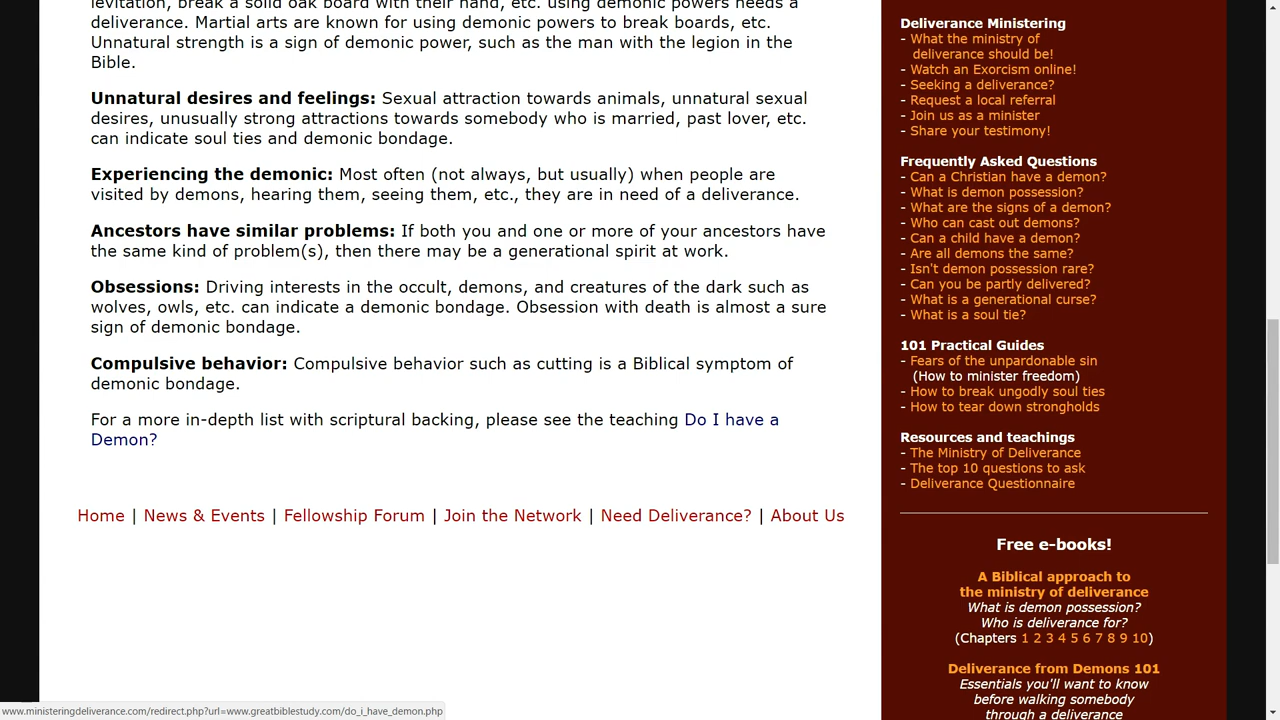 levitation, break a solid oak board with their hand, etc. using demonic powers needs a
deliverance. Martial arts are known for using demonic powers to break boards, etc.
Unnatural strength is a sign of demonic power, such as the man with the legion in the
Bible.
Unnatural desires and feelings: Sexual attraction towards animals, unnatural sexual
desires, unusually strong attractions towards somebody who is married, past lover, etc.
can indicate soul ties and demonic bondage.
Experiencing the demonic: Most often (not always, but usually) when people are
visited by demons, hearing them, seeing them, etc., they are in need of a deliverance.
Ancestors have similar problems: If both you and one or more of your ancestors have
the same kind of problem(s), then there may be a generational spirit at work.
Obsessions: Driving interests in the occult, demons, and creatures of the dark such as
wolves, owls, etc. can indicate a demonic bondage. Obsession with death is almost a sure
sign of demonic bondage.
Compulsive behavior: Compulsive behavior such as cutting is a Biblical symptom of
demonic bondage.
For a more in-depth list with scriptural backing, please see the teaching Do I have a
Demon?
Home | News & Events | Fellowship Forum | Join the Network | Need Deliverance? | About Us
Deliverance Ministering
- What the ministry of
deliverance should be!
- Watch an Exorcism online!
- Seeking a deliverance?
- Request a local referral
- Join us as a minister
- Share your testimony!
Frequently Asked Questions
- Can a Christian have a demon?
- What is demon possession?
- What are the signs of a demon?
- Who can cast out demons?
- Can a child have a demon?
- Are all demons the same?
- Isn't demon possession rare?
- Can you be partly delivered?
- What is a generational curse?
- What is a soul tie?
101 Practical Guides
- Fears of the unpardonable sin
(How to minister freedom)
- How to break ungodly soul ties
- How to tear down strongholds
Resources and teachings
- The Ministry of Deliverance
- The top 10 questions to ask
- Deliverance Questionnaire
Free e-books!
A Biblical approach to
the ministry of deliverance
What is demon possession?
Who is deliverance for?
(Chapters 1 2 3 4 5 6 7 8 9 10)
Deliverance from Demons 101
Essentials you'll want to know
before walking somebody
through a deliverance
www.ministeringdeliverance.com/redirect.php?url=www.greatbiblestudy.com/do_i_have_demon.php